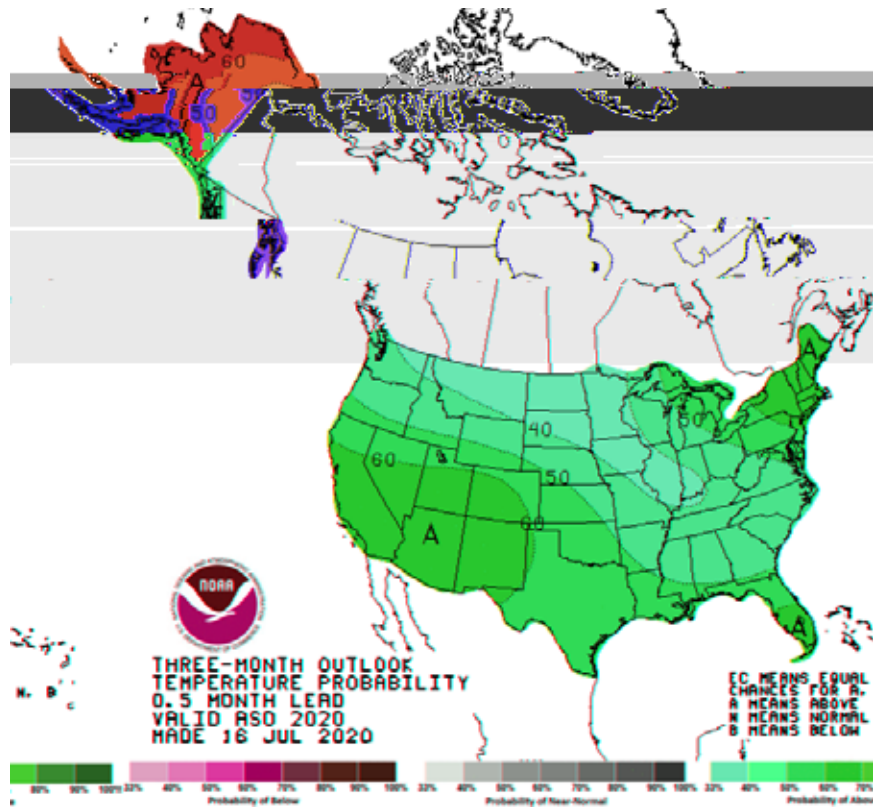 60
A
50
50
A
50
40
60
50
60
A
A
NOAA
THREE-MONTH OUTLOOK
TEMPERATURE PROBABILITY
0.5 MONTH LEAD
VALID ASO 2020
MADE 16 JUL 2020
EC MEANS EQUAL
CHANCES FOR A,
A MEANS ABOVE
N MEANS NORMAL
B MEANS BELOW
80% 90% 100% 33% 40% 50% 60% 70% 80% 90% 100% 33% 40% 50% 60% 70% 80% 90% 100% 33% 40% 50% 60% 70%
Probability of Below Probability of Near-Normal Probability of Abov